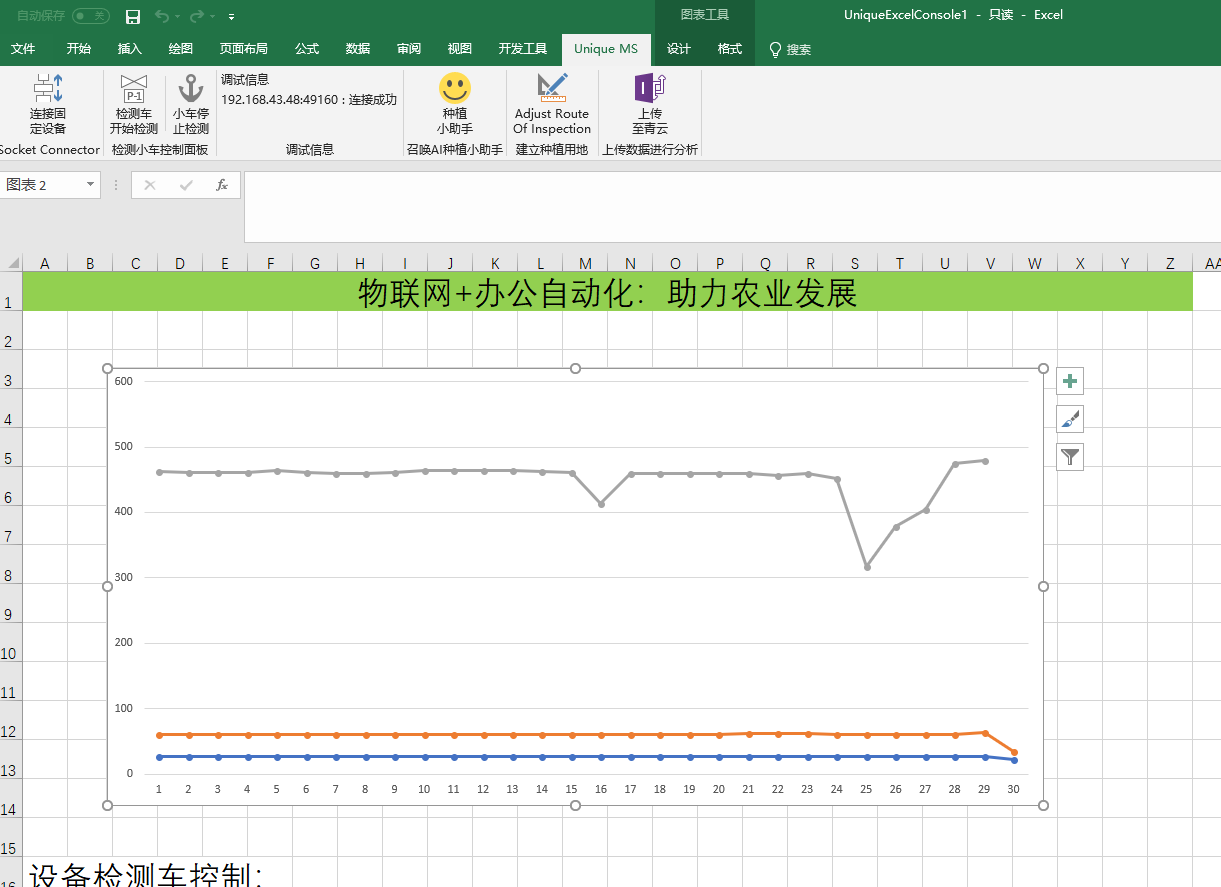 自动保存 关 图表工具 UniqueExcelConsole1 - 只读 - Excel
文件 开始 插入 绘图 页面布局 公式 数据 审阅 视图 开发工具 Unique MS 设计 格式 搜索
连接固
定设备
Socket Connector
P-1
检测车
开始检测
小车停
止检测
检测小车控制面板
调试信息
192.168.43.48:49160 : 连接成功
调试信息
种植
小助手
召唤AI种植小助手
Adjust Route
Of Inspection
建立种植用地
上传
至青云
上传数据进行分析
图表 2 fx
A B C D E F G H I J K L M N O P Q R S T U V W X Y Z AA
1 物联网+办公自动化：助力农业发展
2
3
4
5
6
7
8
9
10
11
12
13
14
15
16 设备检测车控制：
600
500
400
300
200
100
0
1 2 3 4 5 6 7 8 9 10 11 12 13 14 15 16 17 18 19 20 21 22 23 24 25 26 27 28 29 30